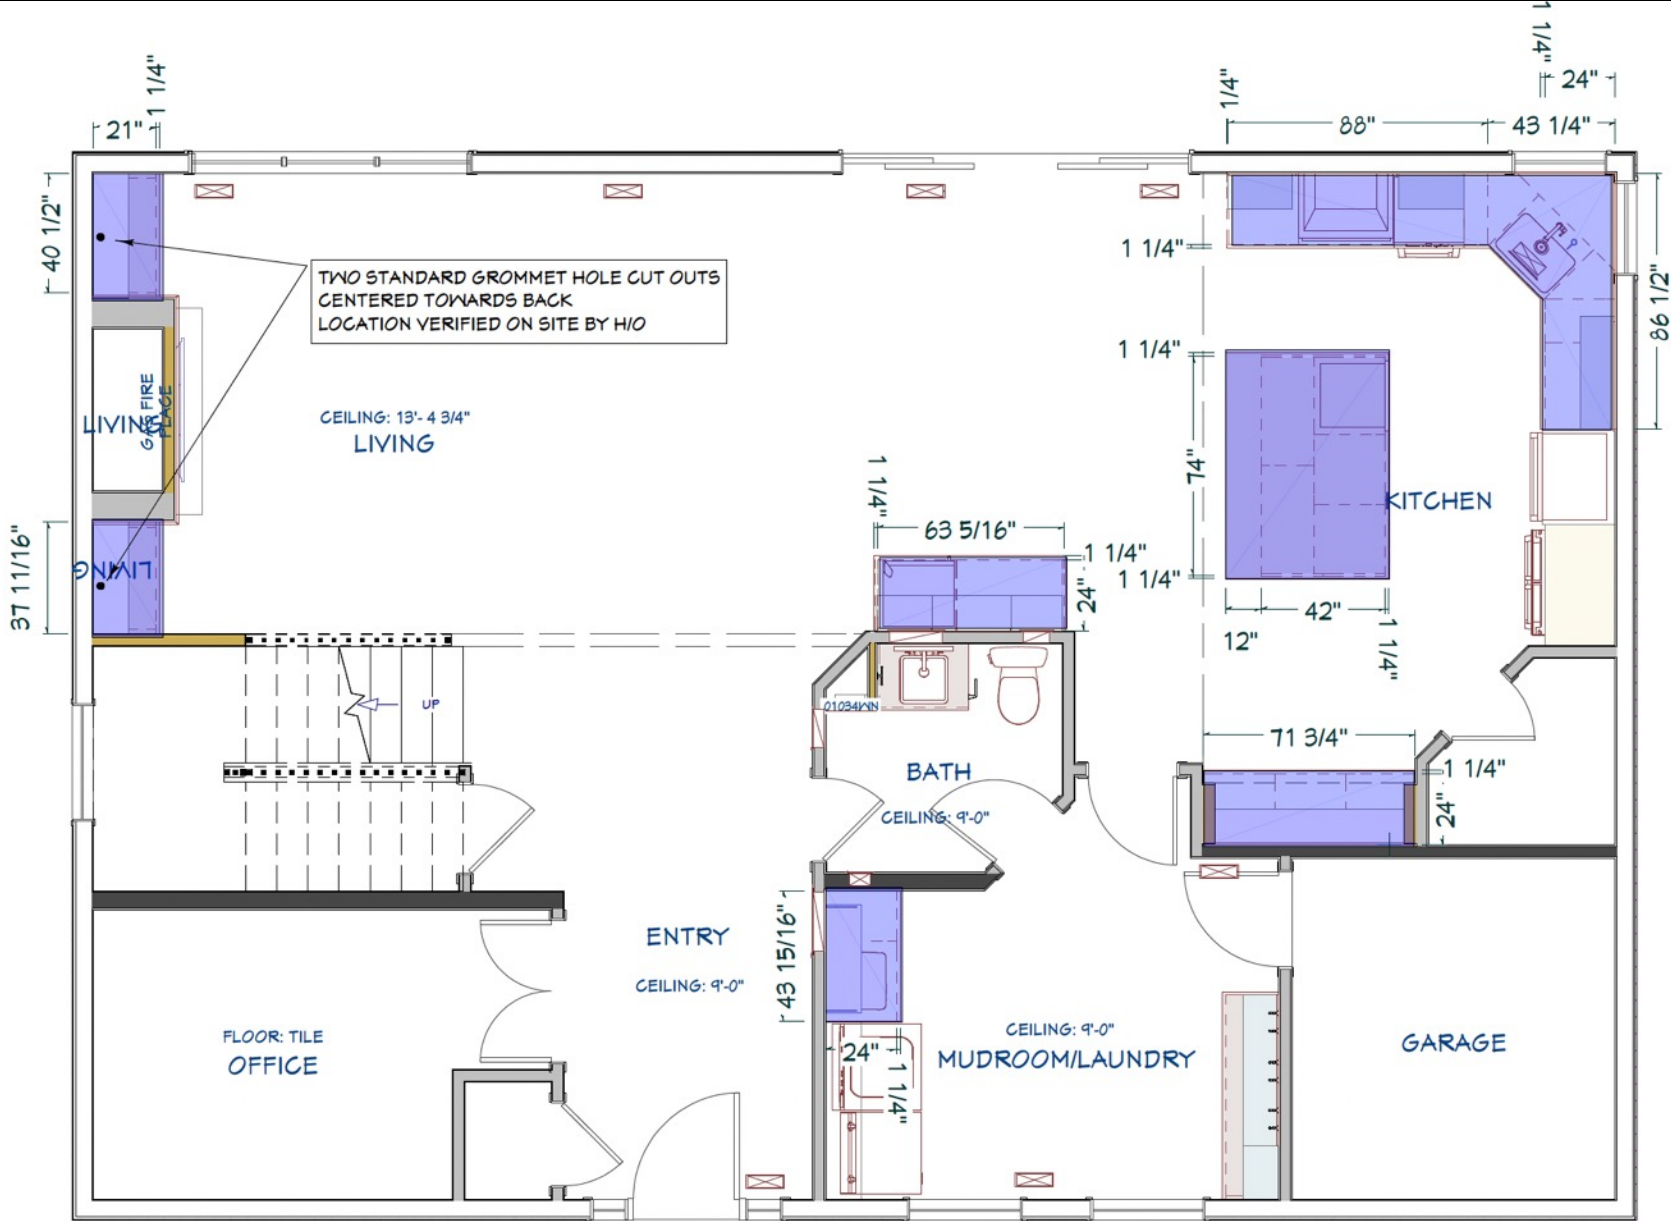 1 1/4"
24"
1 1/4"
1/4"
21"
88"
43 1/4"
40 1/2"
1 1/4"
86 1/2"
TWO STANDARD GROMMET HOLE CUT OUTS
CENTERED TOWARDS BACK
LOCATION VERIFIED ON SITE BY H/O
1 1/4"
GAS FIRE
PLACE
LIVING
CEILING: 13'- 4 3/4"
LIVING
74"
KITCHEN
1 1/4"
63 5/16"
1 1/4"
1 1/4"
24"
37 11/16"
LIVING
42"
12"
1 1/4"
UP
01034WN
71 3/4"
BATH
1 1/4"
24"
CEILING: 9'-0"
43 15/16"
ENTRY
CEILING: 9'-0"
FLOOR: TILE
OFFICE
24"
1 1/4"
CEILING: 9'-0"
MUDROOM/LAUNDRY
GARAGE